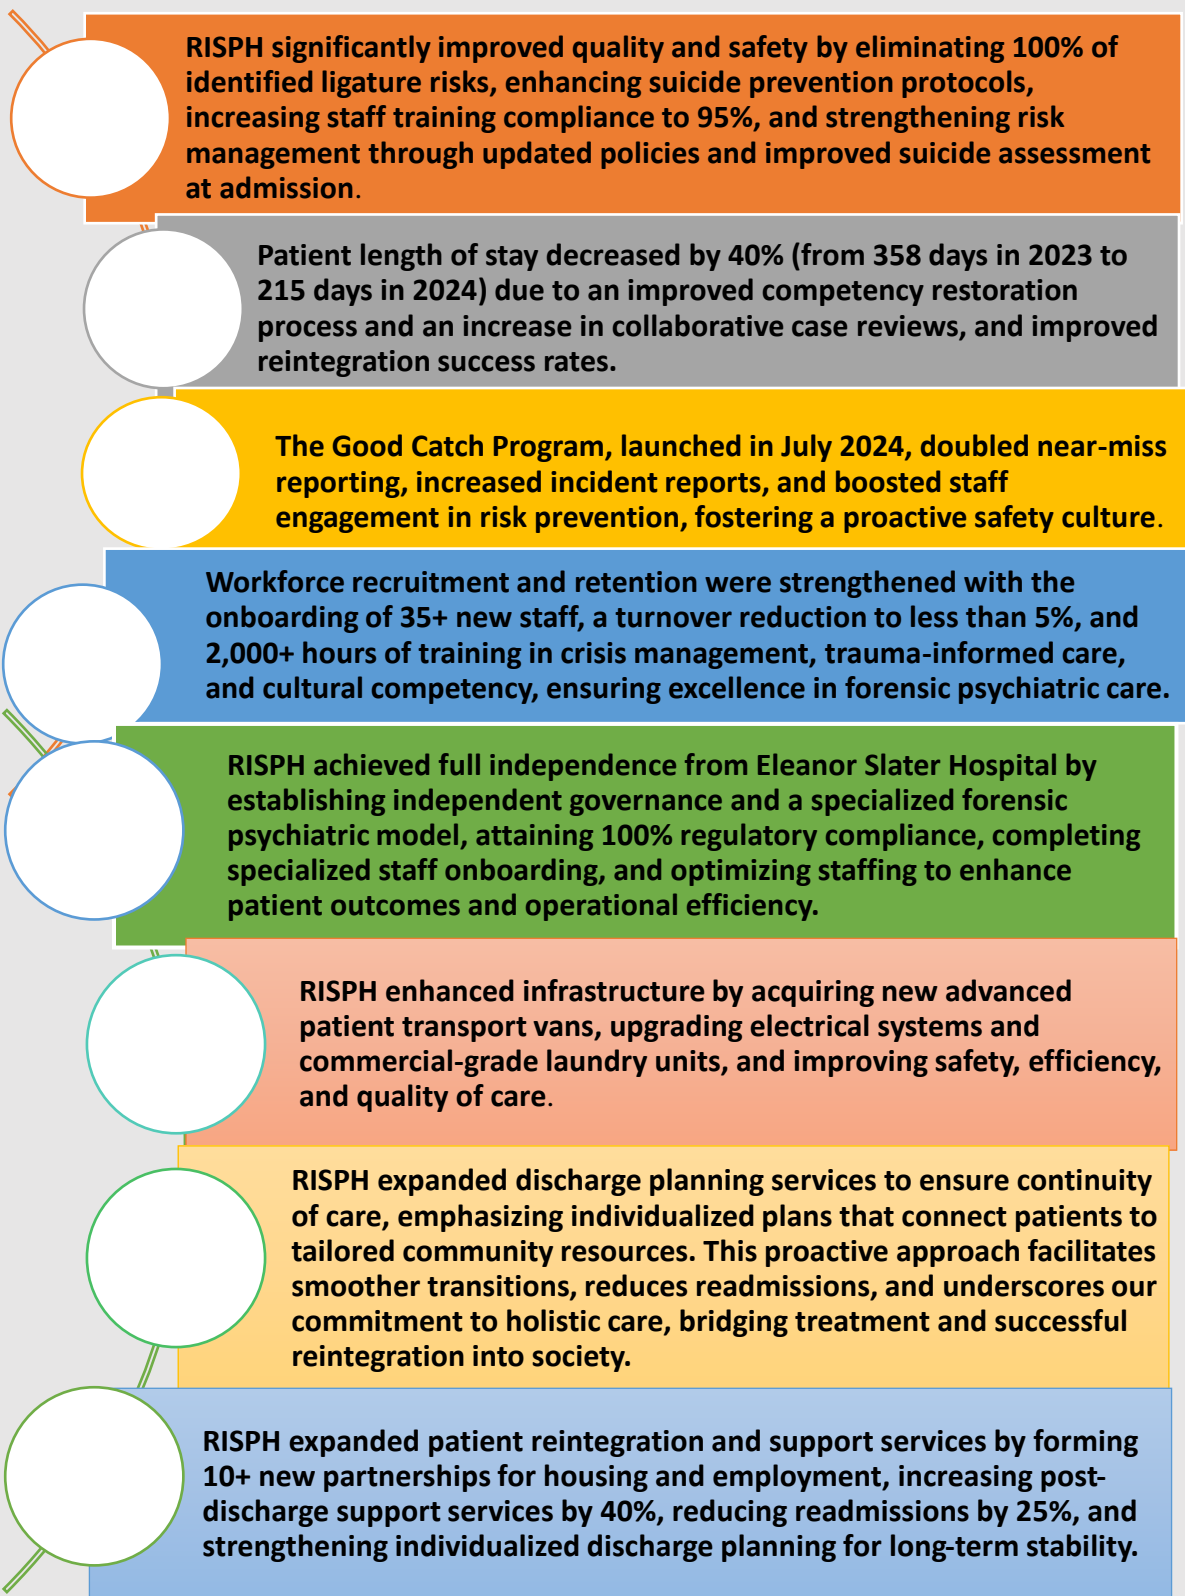 RISPH significantly improved quality and safety by eliminating 100% of
identified ligature risks, enhancing suicide prevention protocols,
increasing staff training compliance to 95%, and strengthening risk
management through updated policies and improved suicide assessment
at admission.
Patient length of stay decreased by 40% (from 358 days in 2023 to
215 days in 2024) due to an improved competency restoration
process and an increase in collaborative case reviews, and improved
reintegration success rates.
The Good Catch Program, launched in July 2024, doubled near-miss
reporting, increased incident reports, and boosted staff
engagement in risk prevention, fostering a proactive safety culture.
Workforce recruitment and retention were strengthened with the
onboarding of 35+ new staff, a turnover reduction to less than 5%, and
2,000+ hours of training in crisis management, trauma-informed care,
and cultural competency, ensuring excellence in forensic psychiatric care.
RISPH achieved full independence from Eleanor Slater Hospital by
establishing independent governance and a specialized forensic
psychiatric model, attaining 100% regulatory compliance, completing
specialized staff onboarding, and optimizing staffing to enhance
patient outcomes and operational efficiency.
RISPH enhanced infrastructure by acquiring new advanced
patient transport vans, upgrading electrical systems and
commercial-grade laundry units, and improving safety, efficiency,
and quality of care.
RISPH expanded discharge planning services to ensure continuity
of care, emphasizing individualized plans that connect patients to
tailored community resources. This proactive approach facilitates
smoother transitions, reduces readmissions, and underscores our
commitment to holistic care, bridging treatment and successful
reintegration into society.
RISPH expanded patient reintegration and support services by forming
10+ new partnerships for housing and employment, increasing post-
discharge support services by 40%, reducing readmissions by 25%, and
strengthening individualized discharge planning for long-term stability.